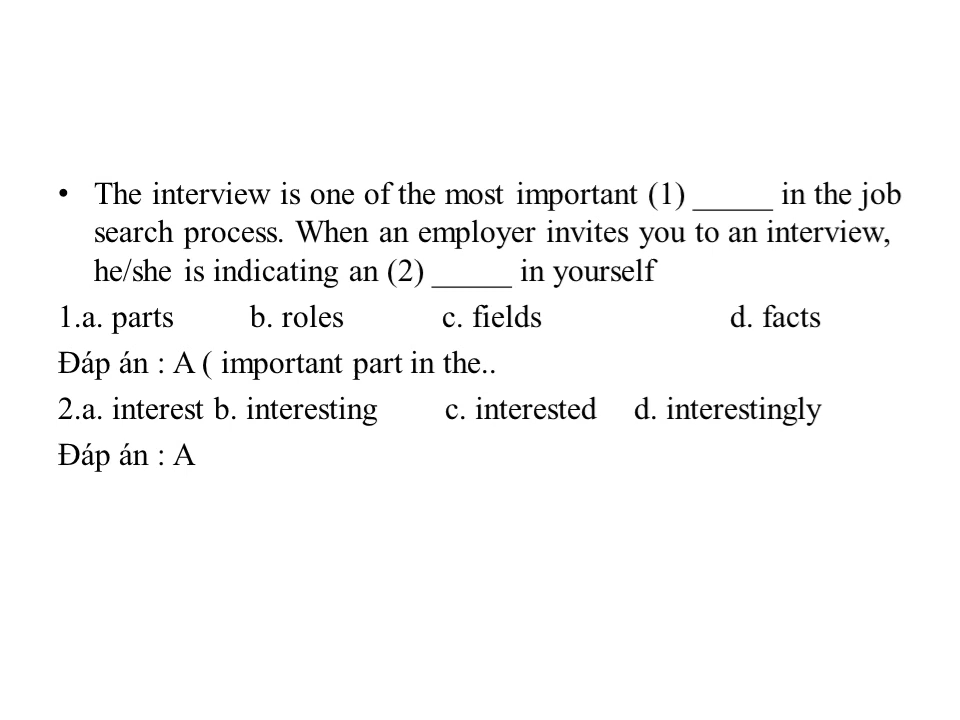 • The interview is one of the most important (1) _____ in the job
search process. When an employer invites you to an interview,
he/she is indicating an (2) _____ in yourself
1.a. parts b. roles c. fields d. facts
Đáp án : A ( important part in the..
2.a. interest b. interesting c. interested d. interestingly
Đáp án : A